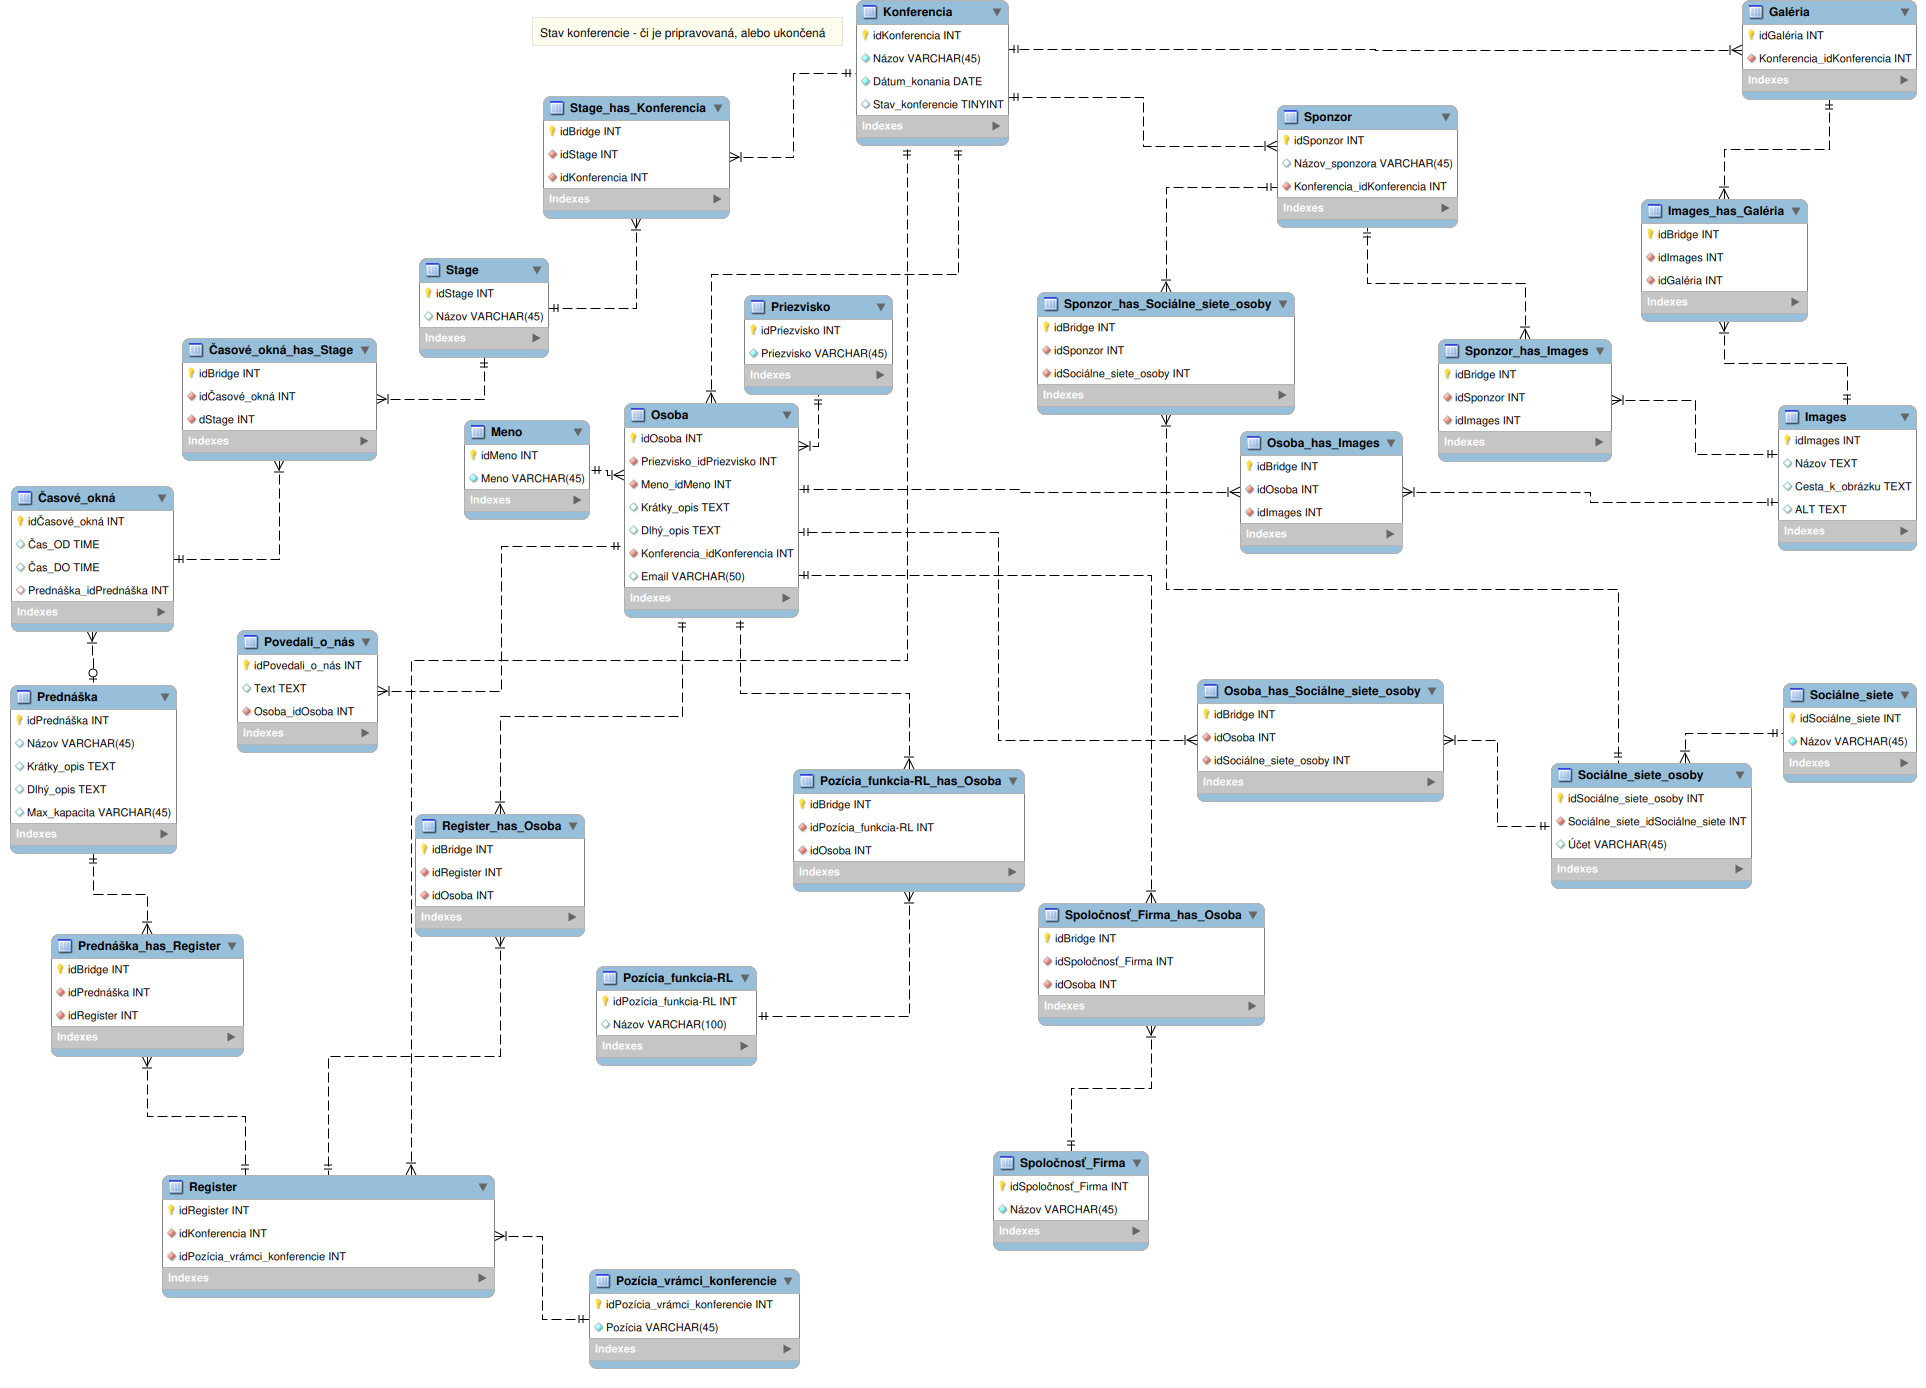 Stav konferencie - či je pripravovaná, alebo ukončená
Konferencia
idKonferencia INT
Názov VARCHAR(45)
Dátum_konania DATE
Stav_konferencie TINYINT
Indexes
Galéria
idGaléria INT
Konferencia_idKonferencia INT
Indexes
Stage_has_Konferencia
idBridge INT
idStage INT
idKonferencia INT
Indexes
Sponzor
idSponzor INT
Názov_sponzora VARCHAR(45)
Konferencia_idKonferencia INT
Indexes
Images_has_Galéria
idBridge INT
idImages INT
idGaléria INT
Indexes
Stage
idStage INT
Názov VARCHAR(45)
Indexes
Priezvisko
idPriezvisko INT
Priezvisko VARCHAR(45)
Indexes
Sponzor_has_Sociálne_siete_osoby
idBridge INT
idSponzor INT
idSociálne_siete_osoby INT
Indexes
Časové_okná_has_Stage
idBridge INT
idČasové_okná INT
dStage INT
Indexes
Sponzor_has_Images
idBridge INT
idSponzor INT
idImages INT
Indexes
Meno
idMeno INT
Meno VARCHAR(45)
Indexes
Osoba
idOsoba INT
Priezvisko_idPriezvisko INT
Meno_idMeno INT
Krátky_opis TEXT
Dlhý_opis TEXT
Konferencia_idKonferencia INT
Email VARCHAR(50)
Indexes
Osoba_has_Images
idBridge INT
idOsoba INT
idImages INT
Indexes
Images
idImages INT
Názov TEXT
Cesta_k_obrázku TEXT
ALT TEXT
Indexes
Časové_okná
idČasové_okná INT
Čas_OD TIME
Čas_DO TIME
Prednáška_idPrednáška INT
Indexes
Povedali_o_nás
idPovedali_o_nás INT
Text TEXT
Osoba_idOsoba INT
Indexes
Prednáška
idPrednáška INT
Názov VARCHAR(45)
Krátky_opis TEXT
Dlhý_opis TEXT
Max_kapacita VARCHAR(45)
Indexes
Osoba_has_Sociálne_siete_osoby
idBridge INT
idOsoba INT
idSociálne_siete_osoby INT
Indexes
Sociálne_siete
idSociálne_siete INT
Názov VARCHAR(45)
Indexes
Sociálne_siete_osoby
idSociálne_siete_osoby INT
Sociálne_siete_idSociálne_siete INT
Účet VARCHAR(45)
Indexes
Pozícia_funkcia-RL_has_Osoba
idBridge INT
idPozícia_funkcia-RL INT
idOsoba INT
Indexes
Register_has_Osoba
idBridge INT
idRegister INT
idOsoba INT
Indexes
Spoločnosť_Firma_has_Osoba
idBridge INT
idSpoločnosť_Firma INT
idOsoba INT
Indexes
Prednáška_has_Register
idBridge INT
idPrednáška INT
idRegister INT
Indexes
Pozícia_funkcia-RL
idPozícia_funkcia-RL INT
Názov VARCHAR(100)
Indexes
Spoločnosť_Firma
idSpoločnosť_Firma INT
Názov VARCHAR(45)
Indexes
Register
idRegister INT
idKonferencia INT
idPozícia_vrámci_konferencie INT
Indexes
Pozícia_vrámci_konferencie
idPozícia_vrámci_konferencie INT
Pozícia VARCHAR(45)
Indexes